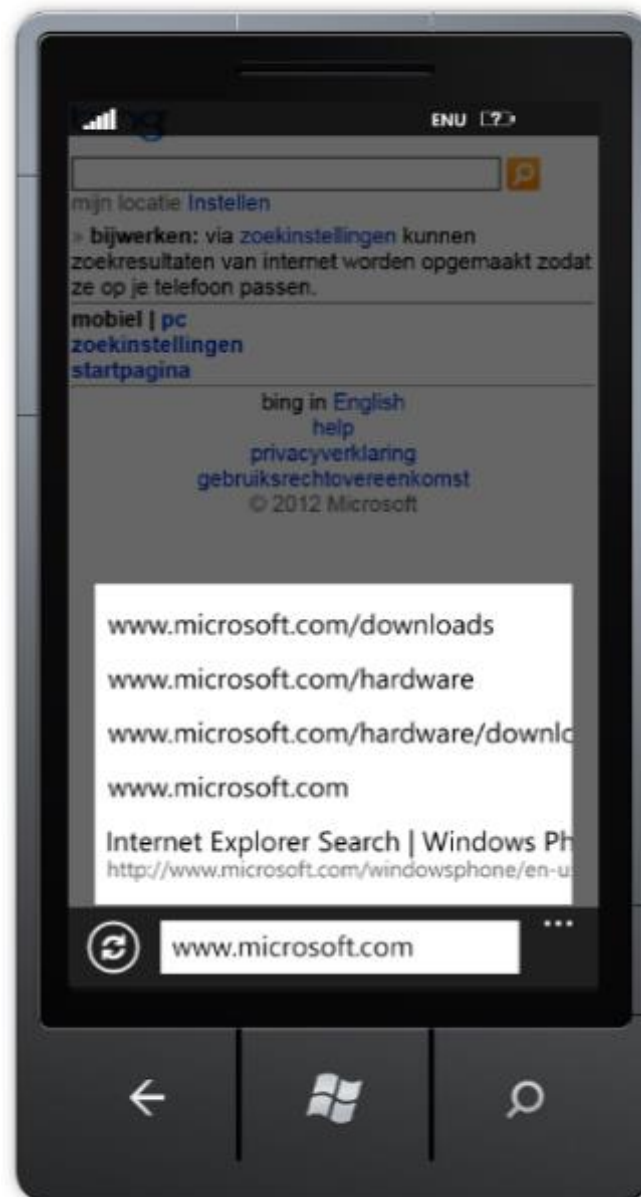 bing
ENU
mijn locatie Instellen
» bijwerken: via zoekinstellingen kunnen
zoekresultaten van internet worden opgemaakt zodat
ze op je telefoon passen.
mobiel | pc
zoekinstellingen
startpagina
bing in English
help
privacyverklaring
gebruiksrechtovereenkomst
© 2012 Microsoft
www.microsoft.com/downloads
www.microsoft.com/hardware
www.microsoft.com/hardware/downlo
www.microsoft.com
Internet Explorer Search | Windows Ph
http://www.microsoft.com/windowsphone/en-u
www.microsoft.com